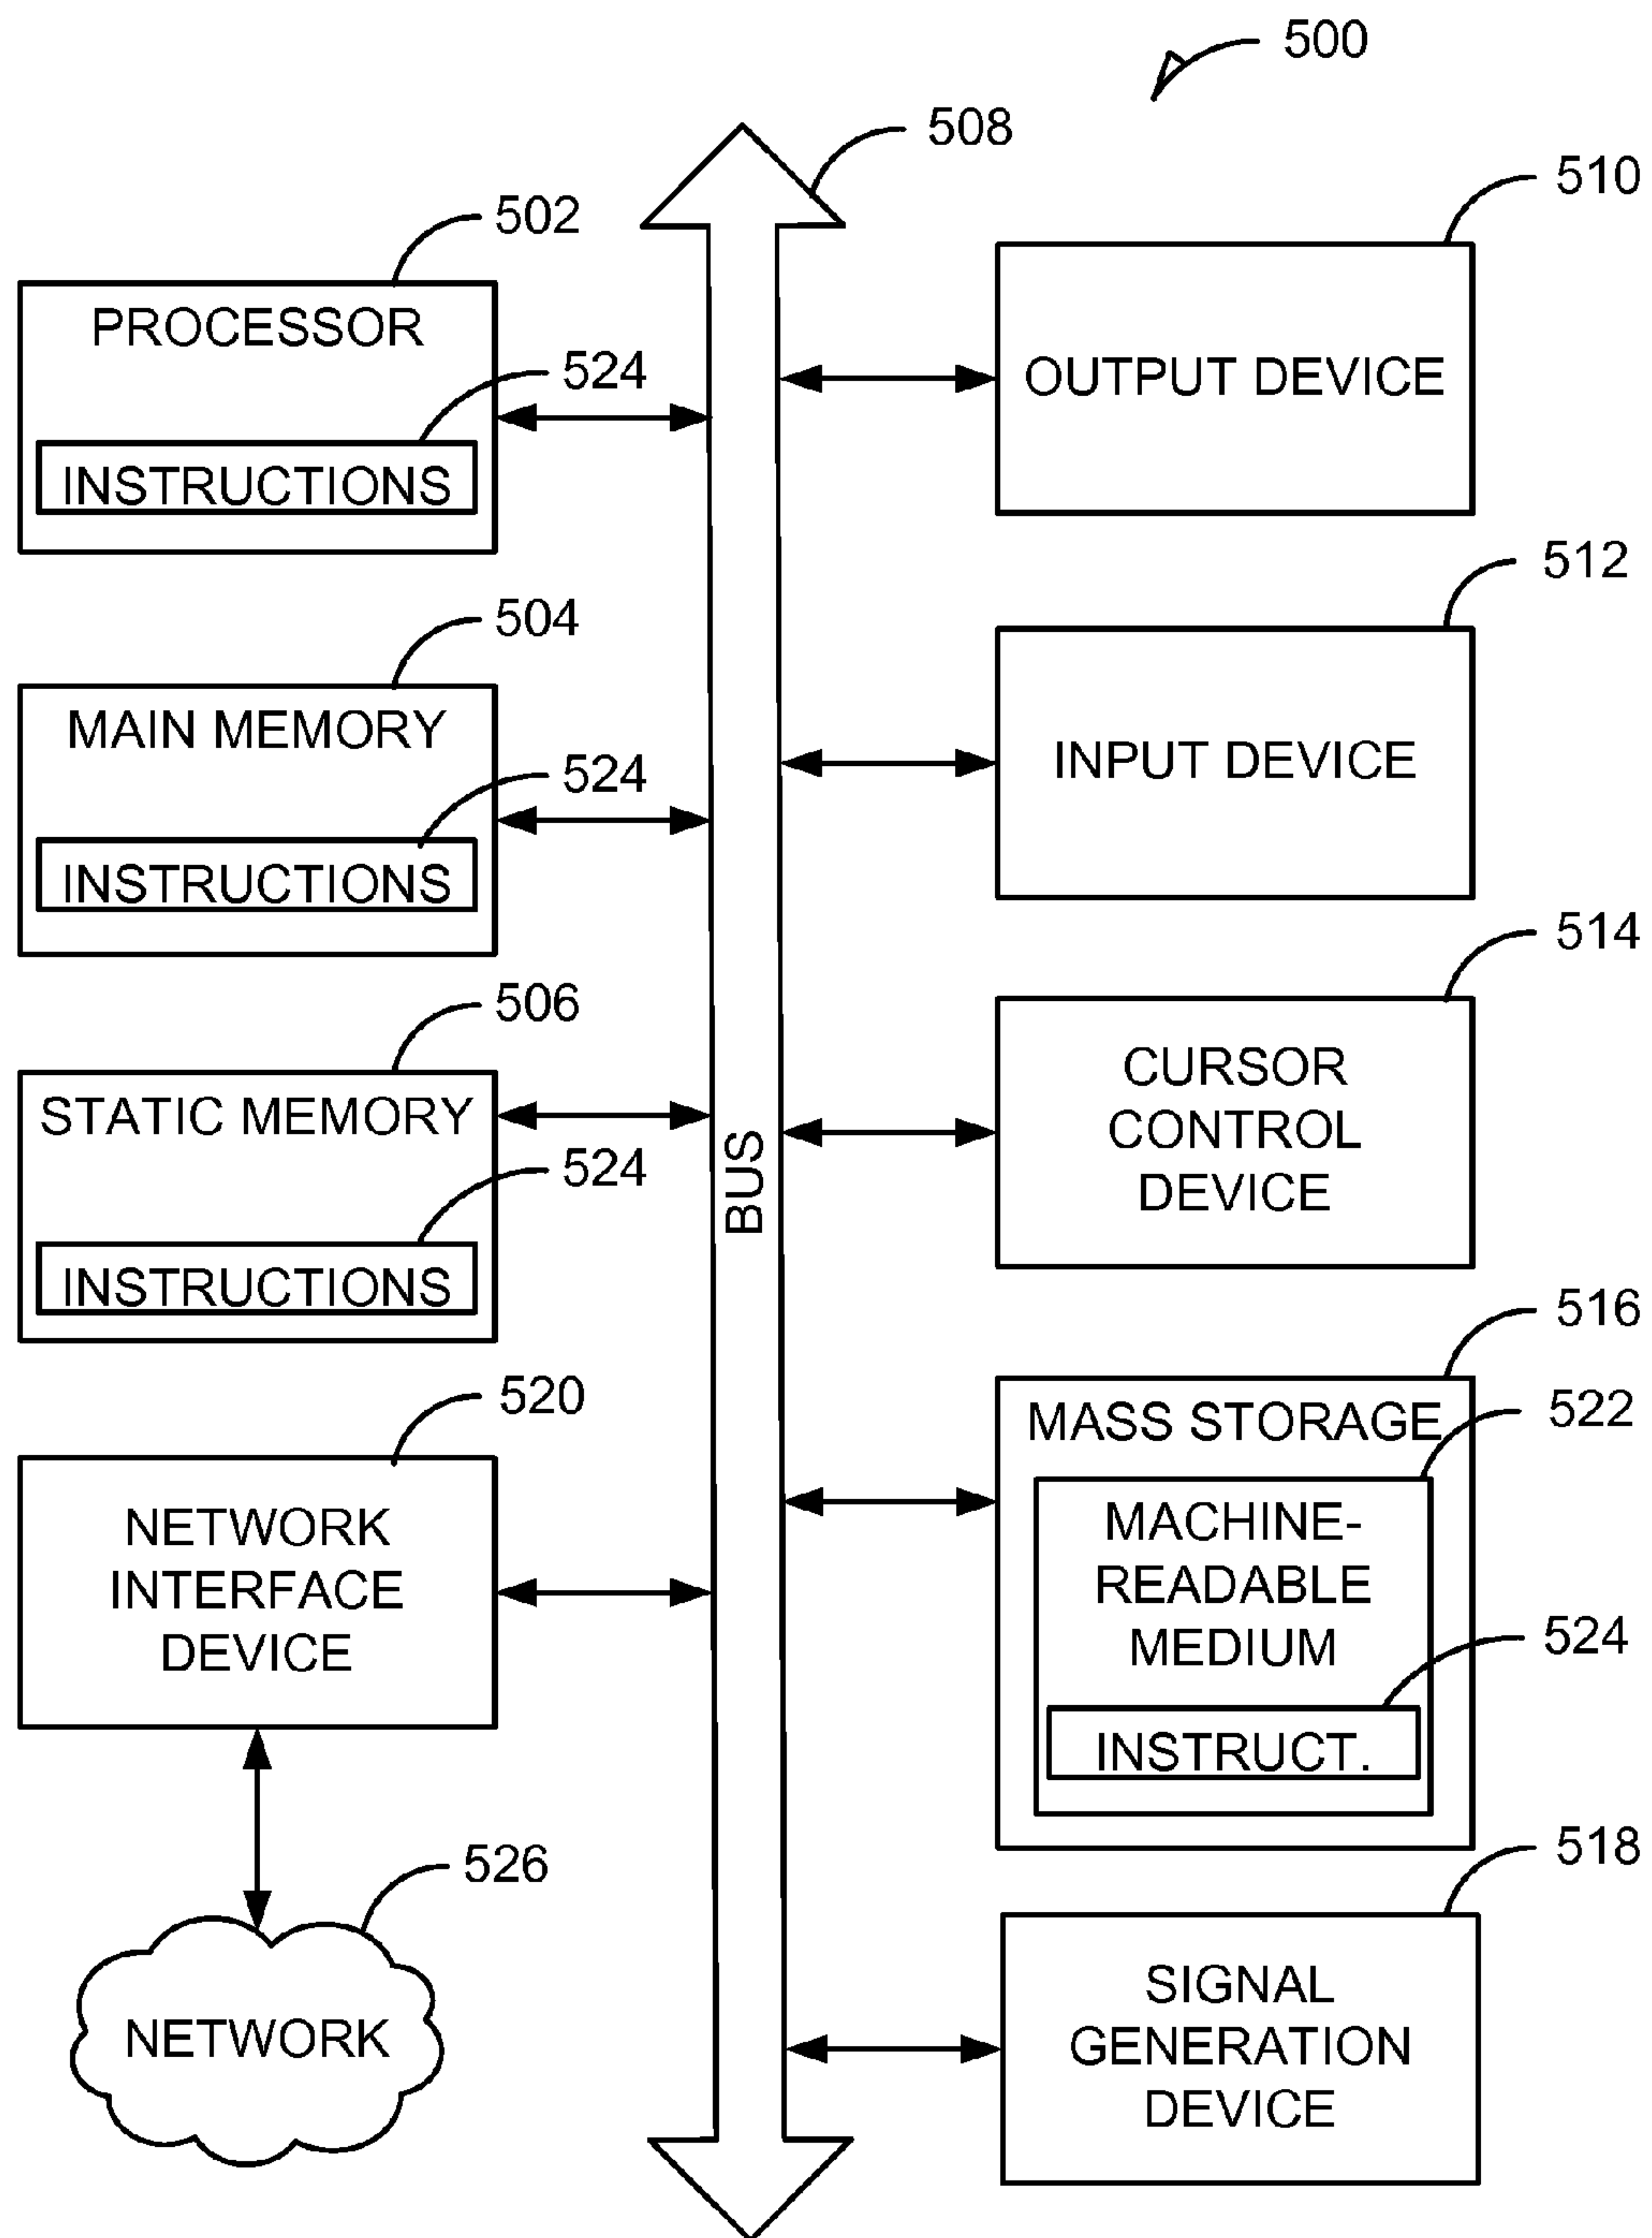 500
508
502
PROCESSOR
524
INSTRUCTIONS
504
MAIN MEMORY
524
INSTRUCTIONS
506
STATIC MEMORY
524
INSTRUCTIONS
520
NETWORK
INTERFACE
DEVICE
526
NETWORK
BUS
510
OUTPUT DEVICE
512
INPUT DEVICE
514
CURSOR
CONTROL
DEVICE
516
MASS STORAGE
522
MACHINE-
READABLE
MEDIUM
524
INSTRUCT.
518
SIGNAL
GENERATION
DEVICE